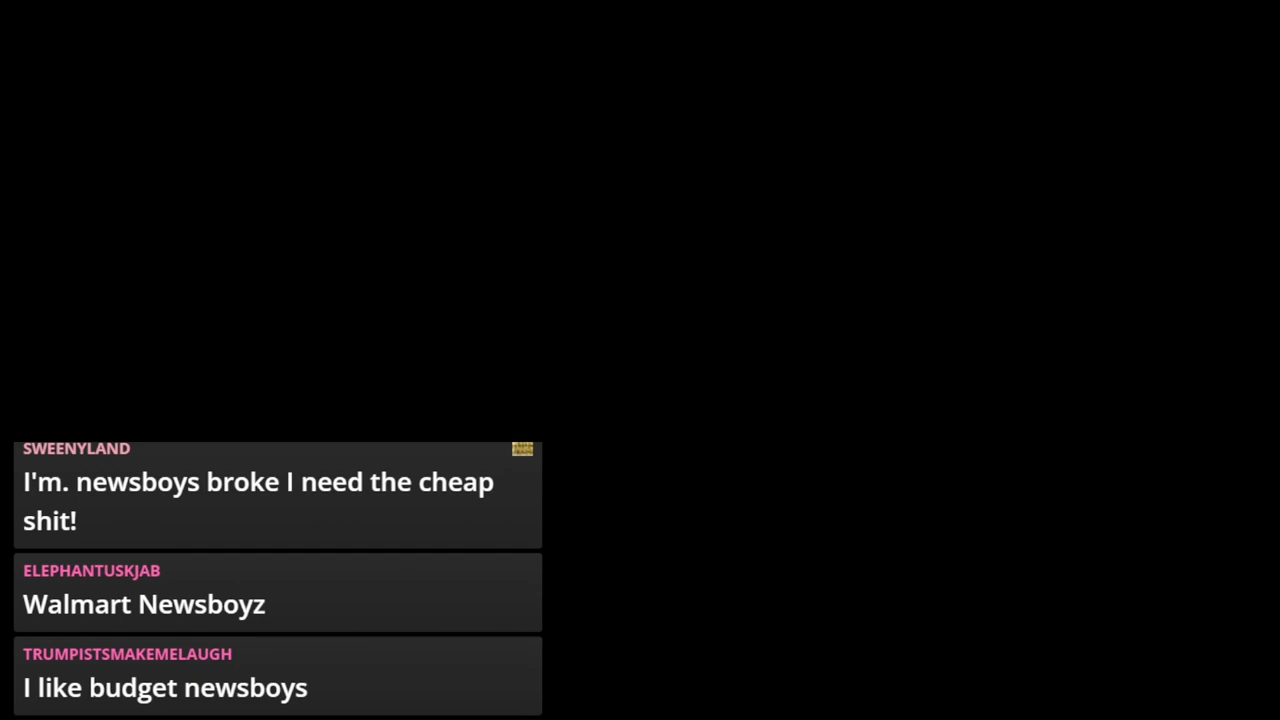 SWEENYLAND
I'm. newsboys broke I need the cheap
shit!
ELEPHANTUSKJAB
Walmart Newsboyz
TRUMPISTSMAKEMELAUGH
I like budget newsboys